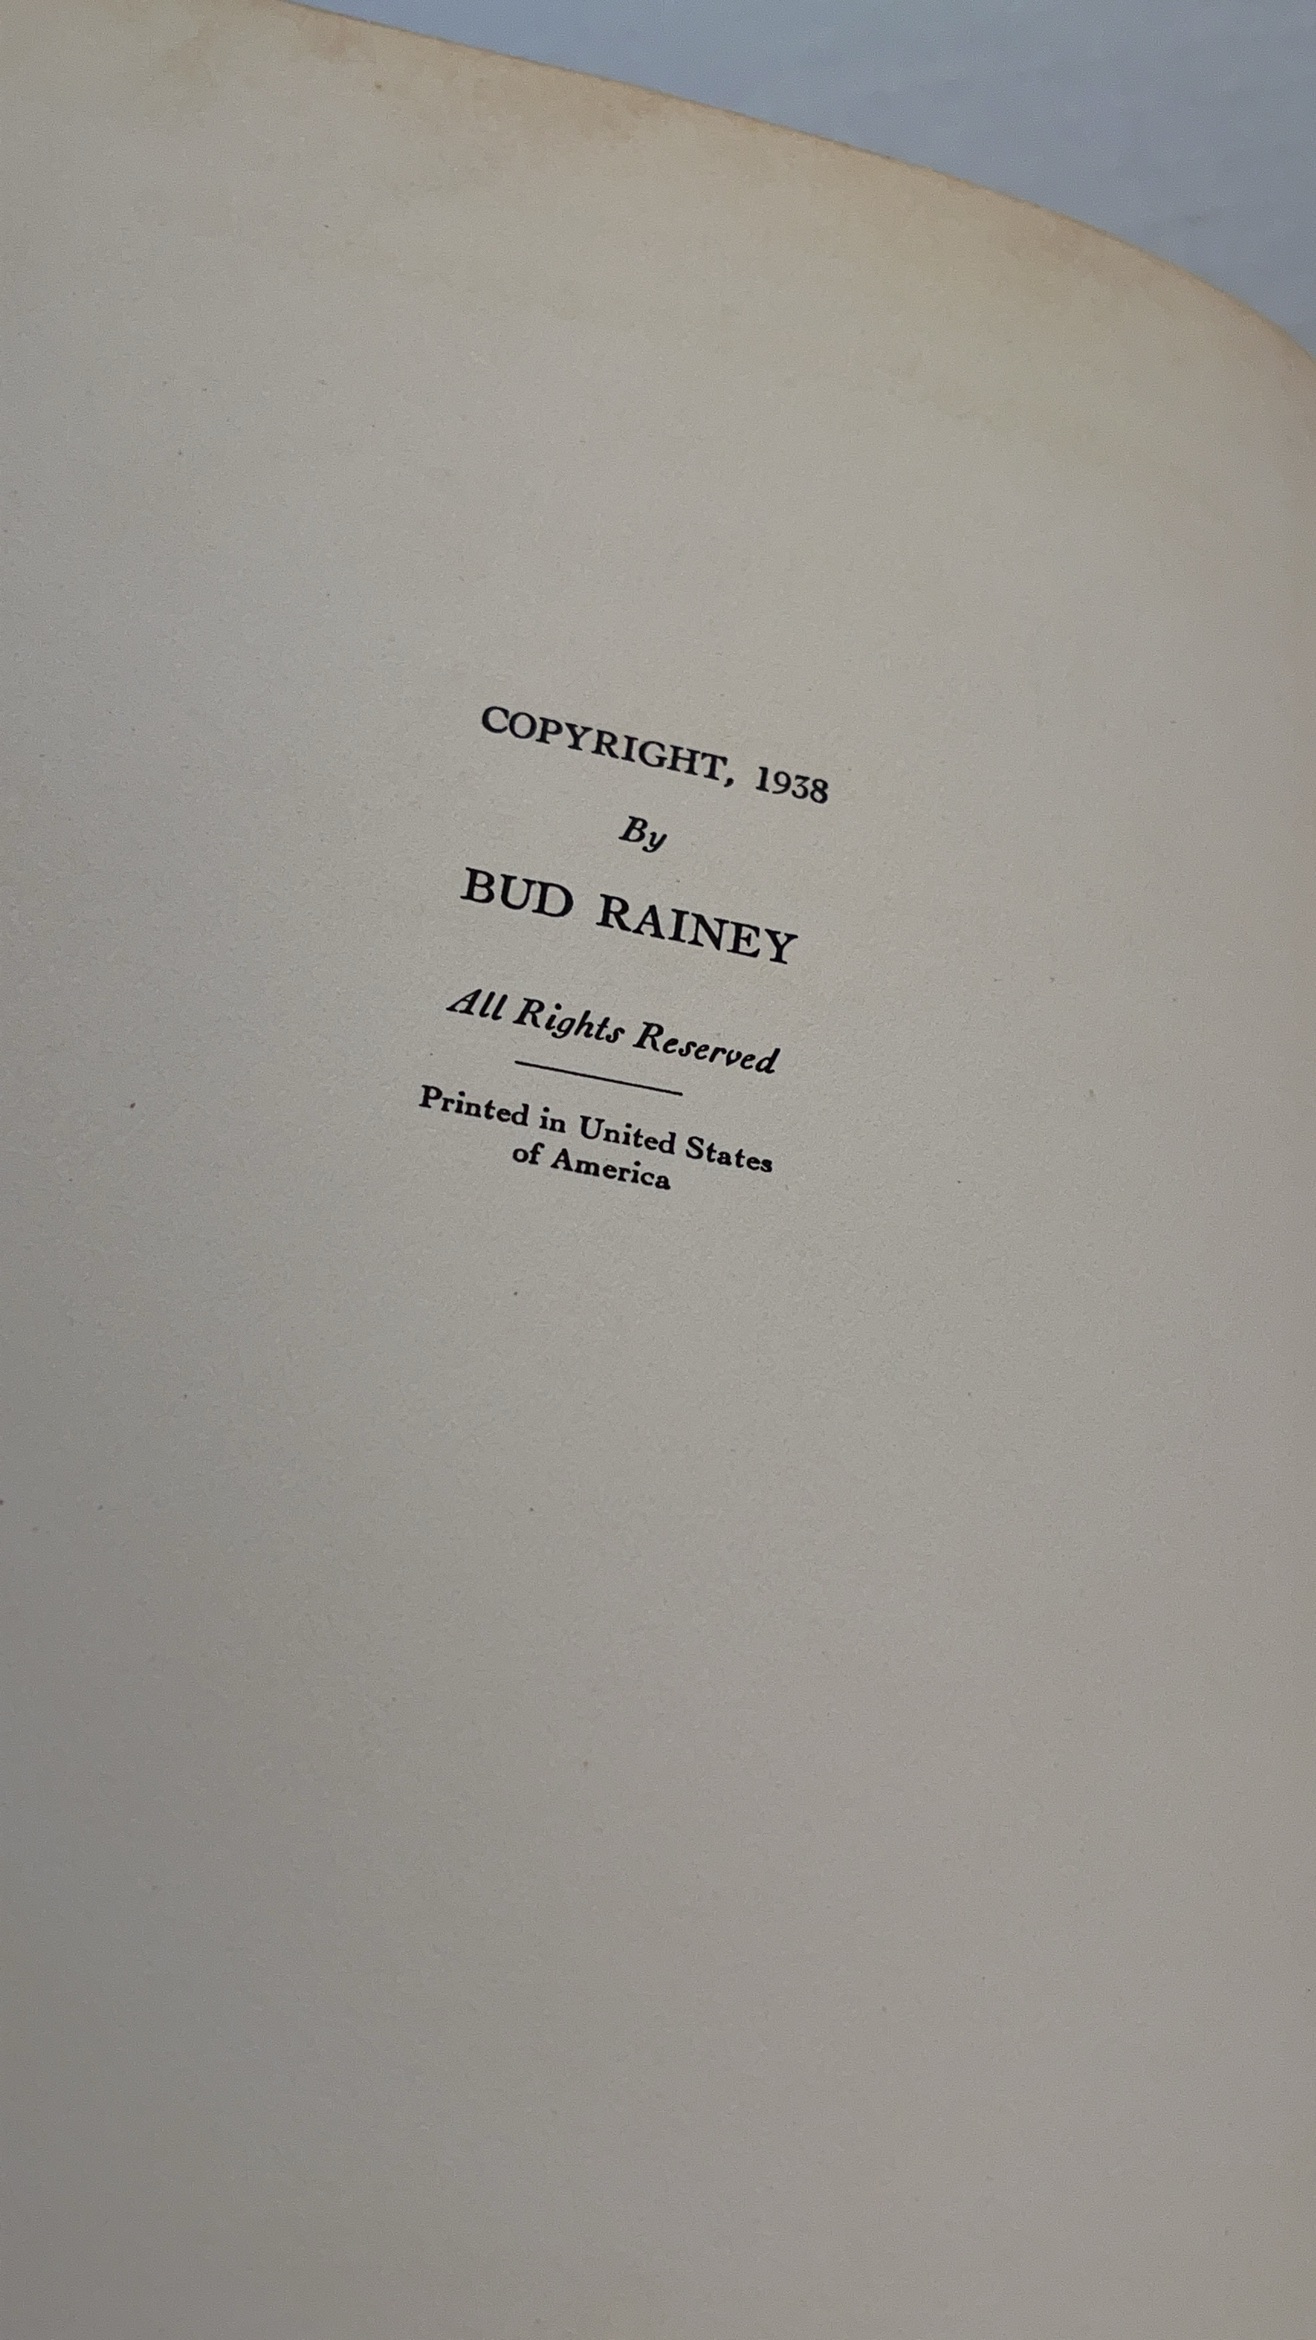 COPYRIGHT, 1938
By
BUD RAINEY
All Rights Reserved
Printed in United States
of America